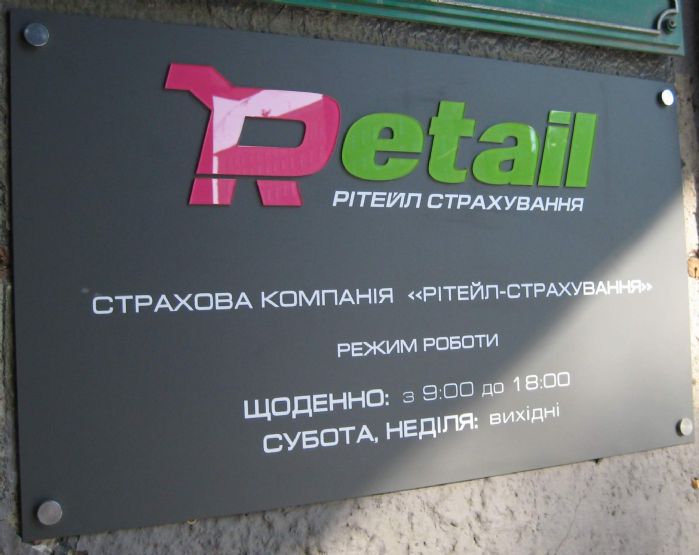 Retail
РІТЕЙЛ СТРАХУВАННЯ
СТРАХОВА КОМПАНІЯ «РІТЕЙЛ-СТРАХУВАННЯ»
РЕЖИМ РОБОТИ
ЩОДЕННО: з 9:00 до 18:00
СУБОТА, НЕДІЛЯ: вихідні